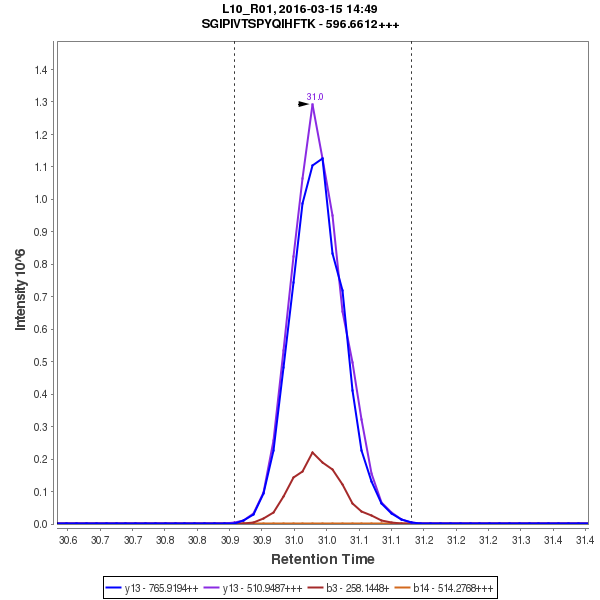 L10_R01, 2016-03-15 14:49
SGIPIVTSPYQIHFTK - 596.6612+++
Intensity 10^6
1.4
1.3
1.2
1.1
1.0
0.9
0.8
0.7
0.6
0.5
0.4
0.3
0.2
0.1
0.0
31.0
30.6 30.7 30.8 30.8 30.8 30.9 30.9 31.0 31.0 31.1 31.1 31.2 31.2 31.2 31.3 31.4 31.4
Retention Time
y13 - 765.9194++ y13 - 510.9487+++ b3 - 258.1448+ b14 - 514.2768+++